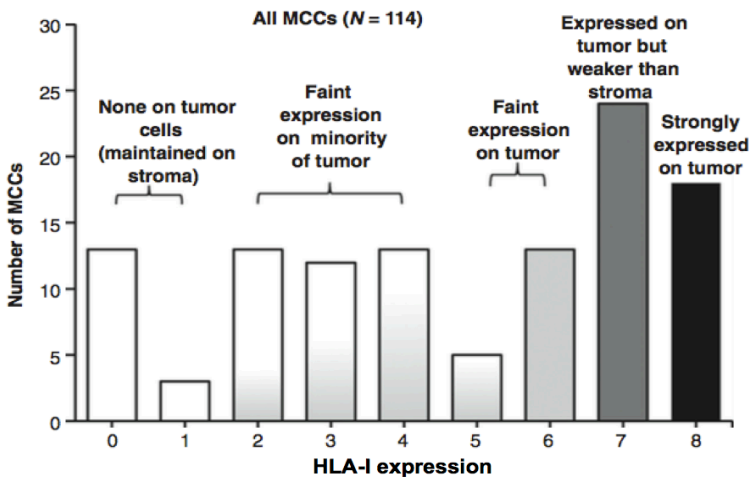 All MCCs (N = 114)
Number of MCCs
30
25
20
15
10
5
0
None on tumor
cells
(maintained on
stroma)
Faint
expression
on minority
of tumor
Faint
expression
on tumor
Expressed on
tumor but
weaker than
stroma
Strongly
expressed
on tumor
0 1 2 3 4 5 6 7 8
HLA-I expression